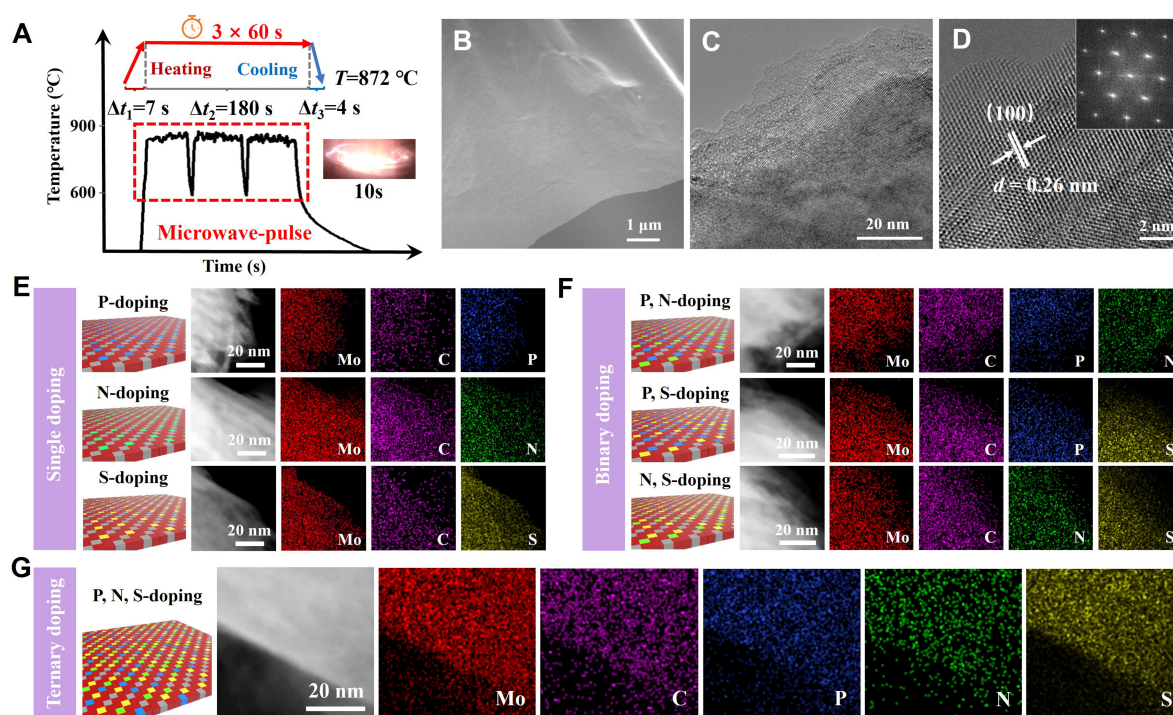 A
3 × 60 s
Heating
Cooling
T=872 °C
Δt1=7 s
Δt2=180 s
Δt3=4 s
Temperature (°C)
900
600
10s
Microwave-pulse
Time (s)
B
1 μm
C
20 nm
D
(100)
d = 0.26 nm
2 nm
E
Single doping
P-doping
20 nm
Mo
C
P
N-doping
20 nm
Mo
C
N
S-doping
20 nm
Mo
C
S
F
Binary doping
P, N-doping
20 nm
Mo
C
P
N
P, S-doping
20 nm
Mo
C
P
S
N, S-doping
20 nm
Mo
C
N
S
G
Ternary doping
P, N, S-doping
20 nm
Mo
C
P
N
S